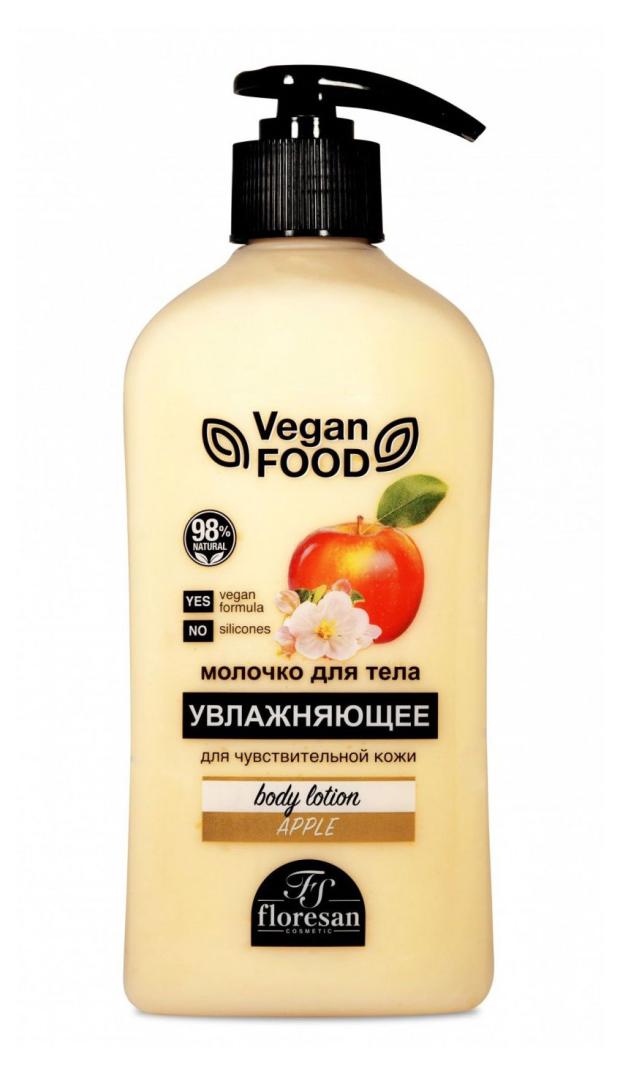 Vegan
FOOD
98%
NATURAL
YES vegan formula
NO silicones
молочко для тела
УВЛАЖНЯЮЩЕЕ
для чувствительной кожи
body lotion
APPLE
FS
floresan
COSMETIC